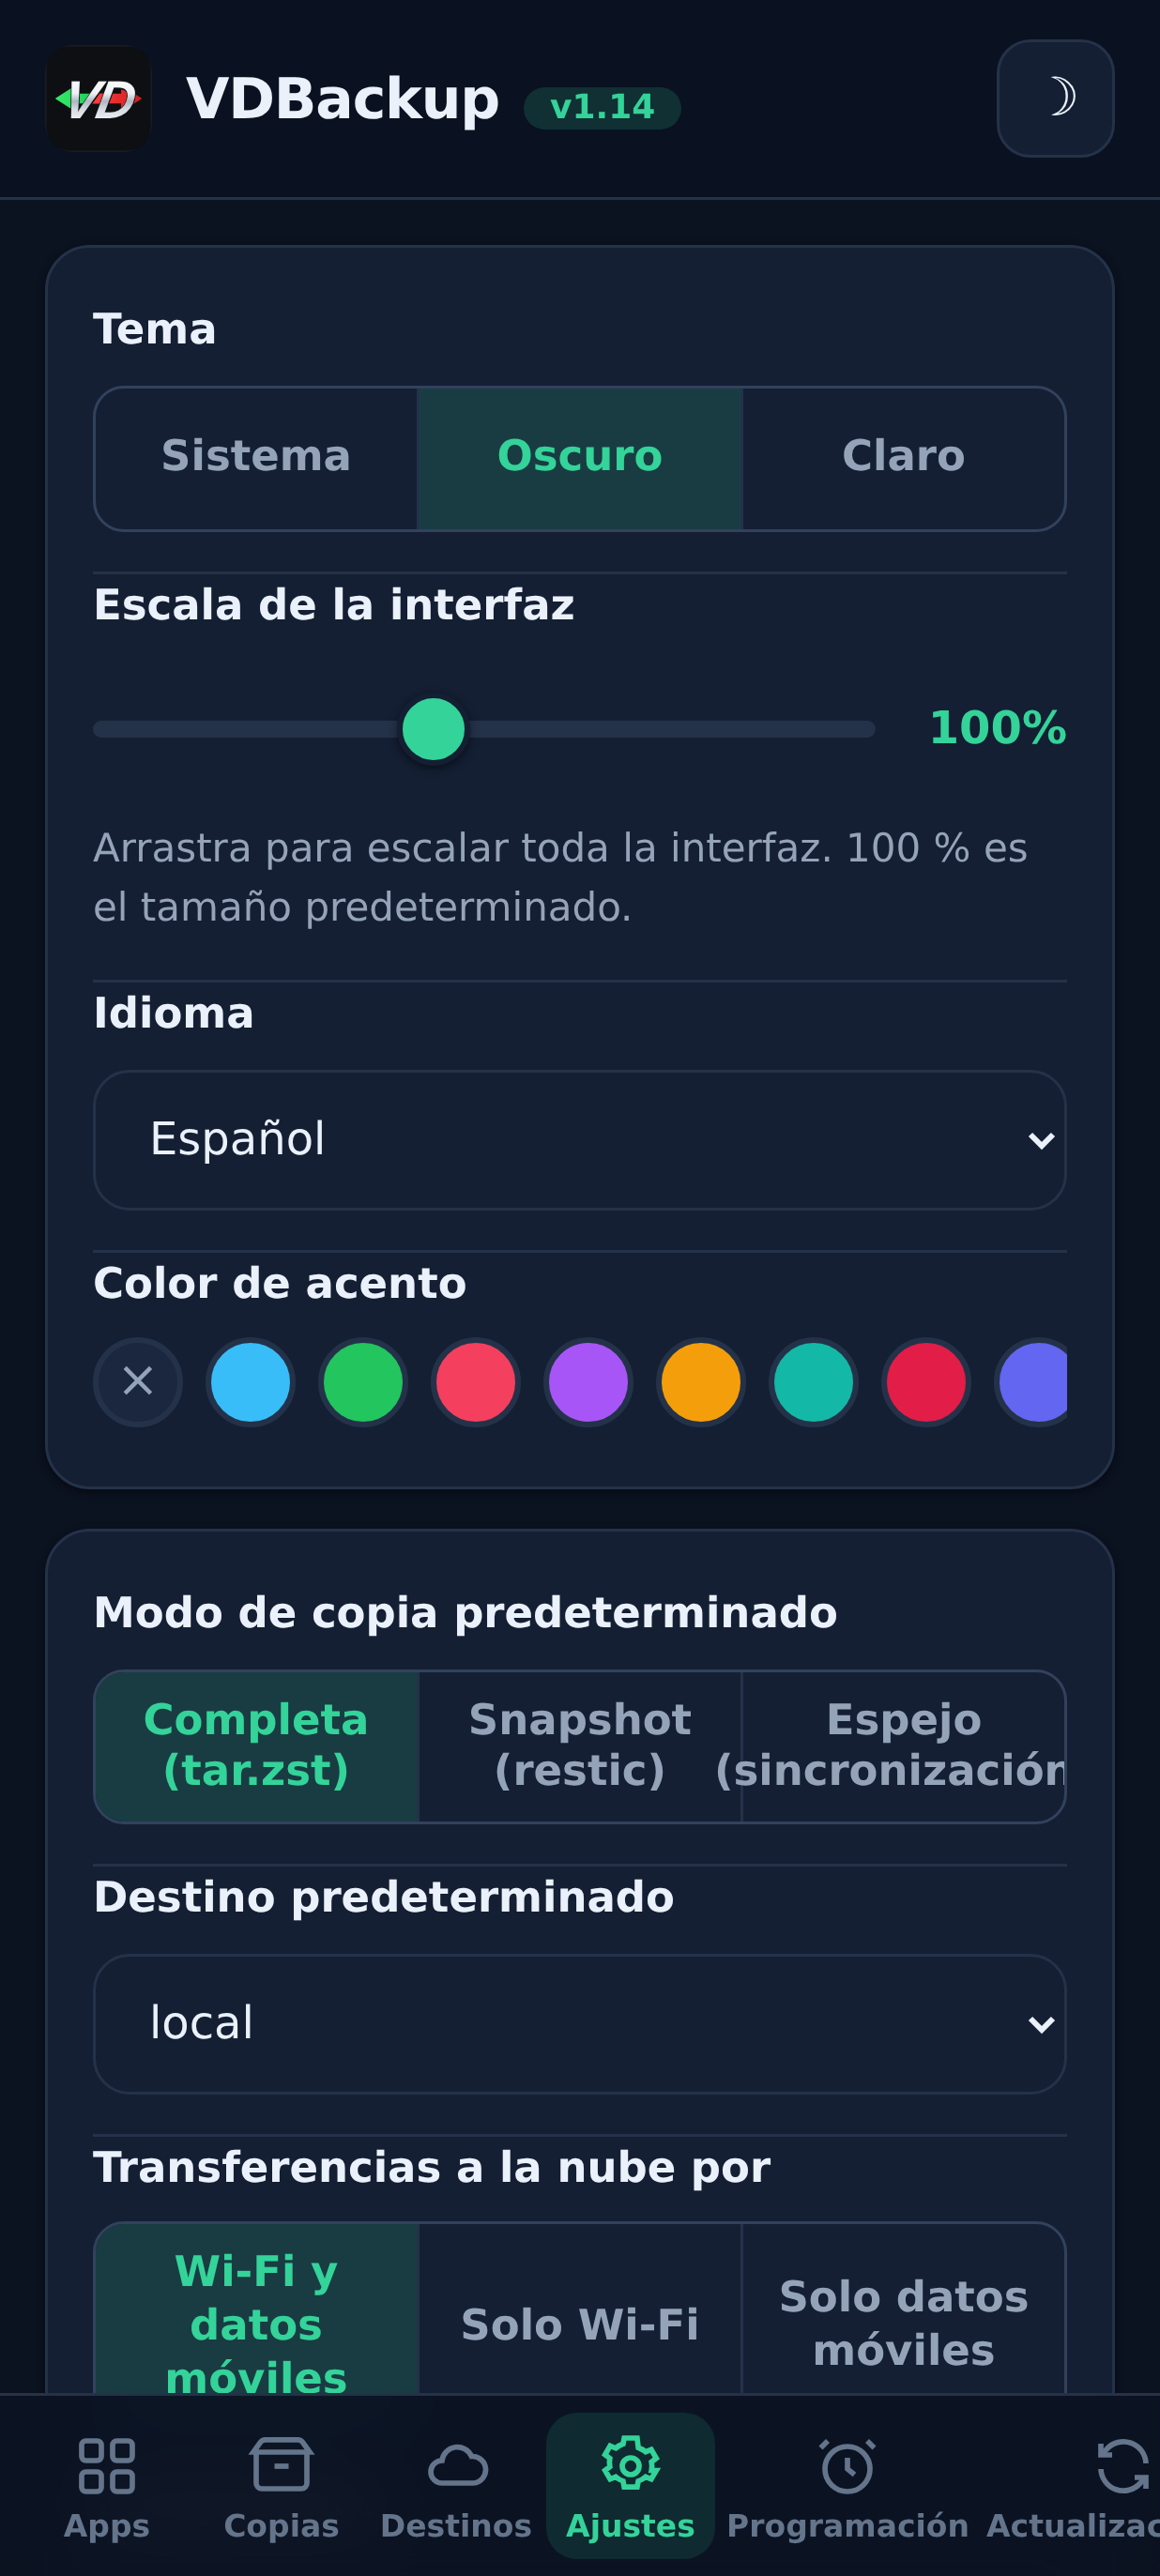 VD
VDBackup v1.14
Tema
Sistema Oscuro Claro
Escala de la interfaz
100%
Arrastra para escalar toda la interfaz. 100 % es
el tamaño predeterminado.
Idioma
Español
Color de acento
Modo de copia predeterminado
Completa
(tar.zst)
Snapshot
(restic)
Espejo
(sincronización
Destino predeterminado
local
Transferencias a la nube por
Wi-Fi y
datos
móviles
Solo Wi-Fi
Solo datos
móviles
Apps Copias Destinos Ajustes Programación Actualizac